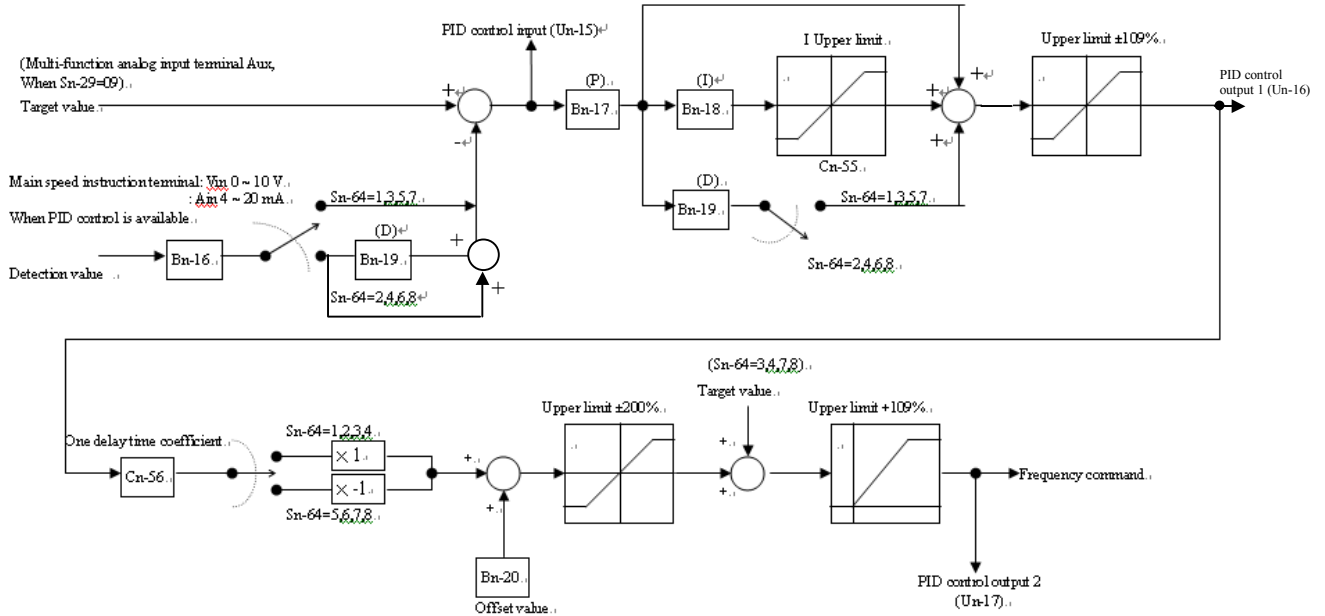 PID control input (Un-15)
I Upper limit.
Upper limit ±109%.
(Multi-function analog input terminal Aux,
When Sn-29=09).
Target value
+
-
(P)
Bn-17
(I)
Bn-18
Cn-55
+
+
+
PID control
output 1 (Un-16)
Main speed instruction terminal: Vin 0 ~ 10 V.
: Ain 4 ~ 20 mA.
When PID control is available.
Detection value
Bn-16
Sn-64=1,3,5,7
(D)
Bn-19
Sn-64=2,4,6,8
+
+
(D)
Bn-19
Sn-64=1,3,5,7
Sn-64=2,4,6,8
One delay time coefficient
Cn-56
Sn-64=1,2,3,4
× 1
× -1
Sn-64=5,6,7,8
+
+
Bn-20
Offset value
Upper limit ±200%.
(Sn-64=3,4,7,8)
Target value
+
+
Upper limit +109%.
Frequency command
PID control output 2
(Un-17)